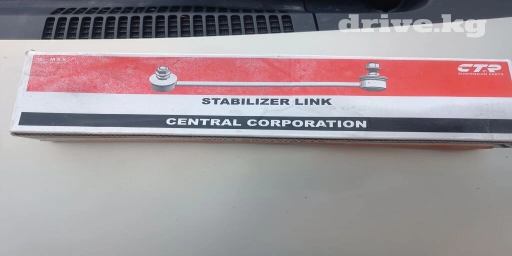 drive.kg
CTR
STABILIZER LINK
CENTRAL CORPORATION